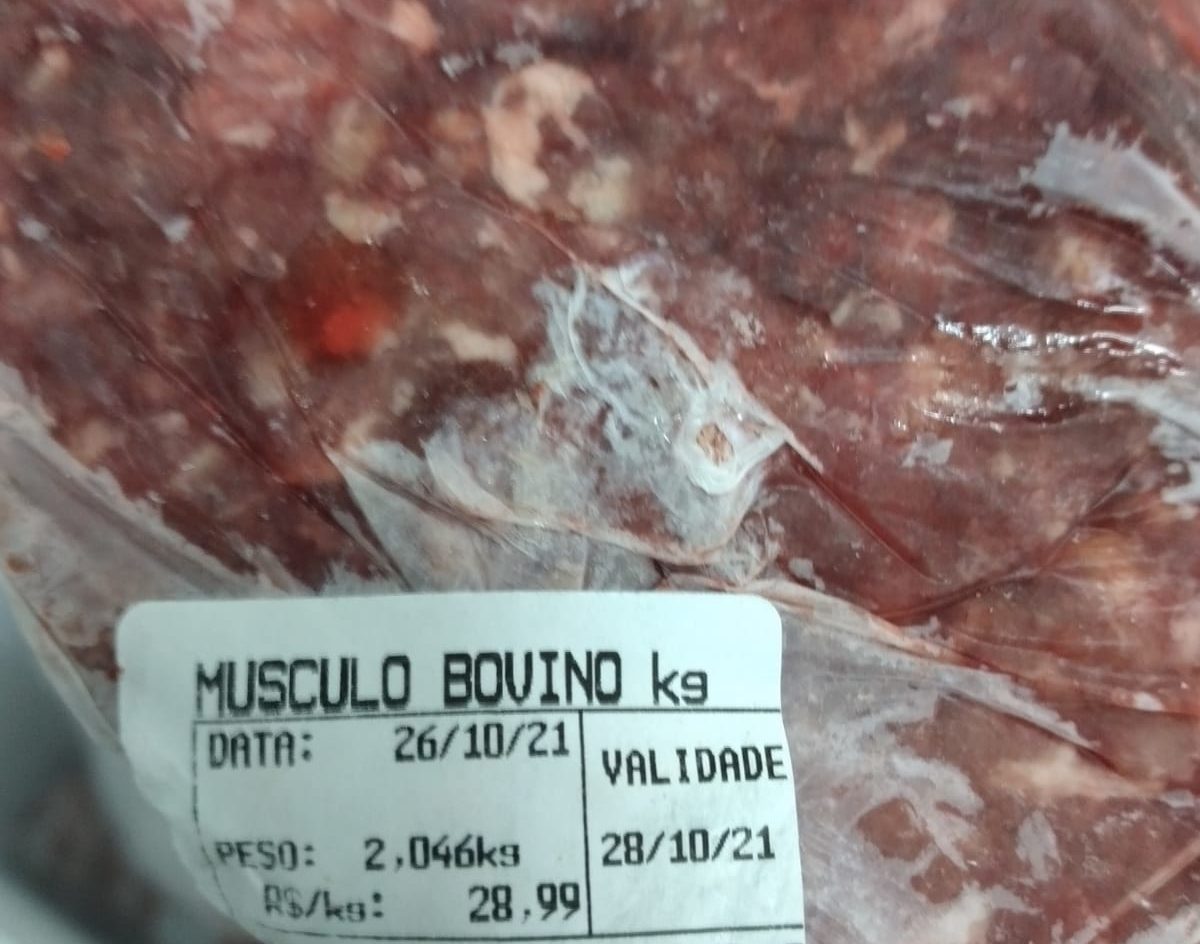 MUSCULO BOVINO kg
DATA: 26/10/21
VALIDADE
PESO: 2,046kg
28/10/21
R$/kg: 28,99